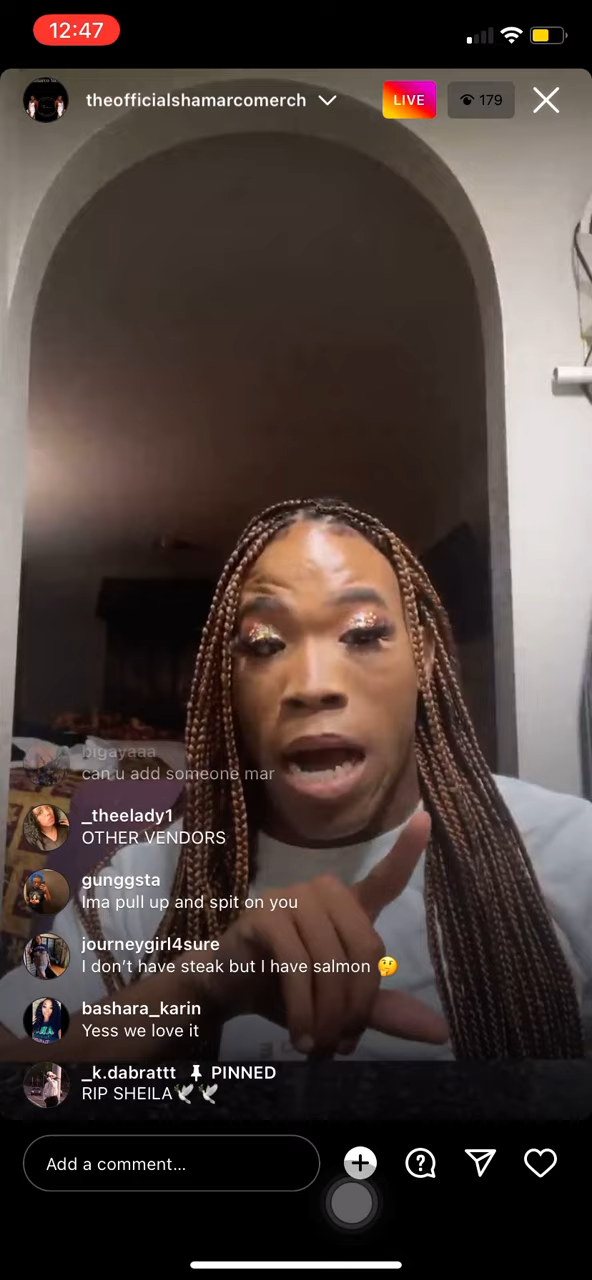 12:47
theofficialshamarcomerch
LIVE
179
bigayaaa
can u add someone mar
_theelady1
OTHER VENDORS
gunggsta
Ima pull up and spit on you
journeygirl4sure
I don't have steak but I have salmon 🤔
bashara_karin
Yess we love it
_k.dabrattt 📌 PINNED
RIP SHEILA🕊️🕊️
Add a comment...